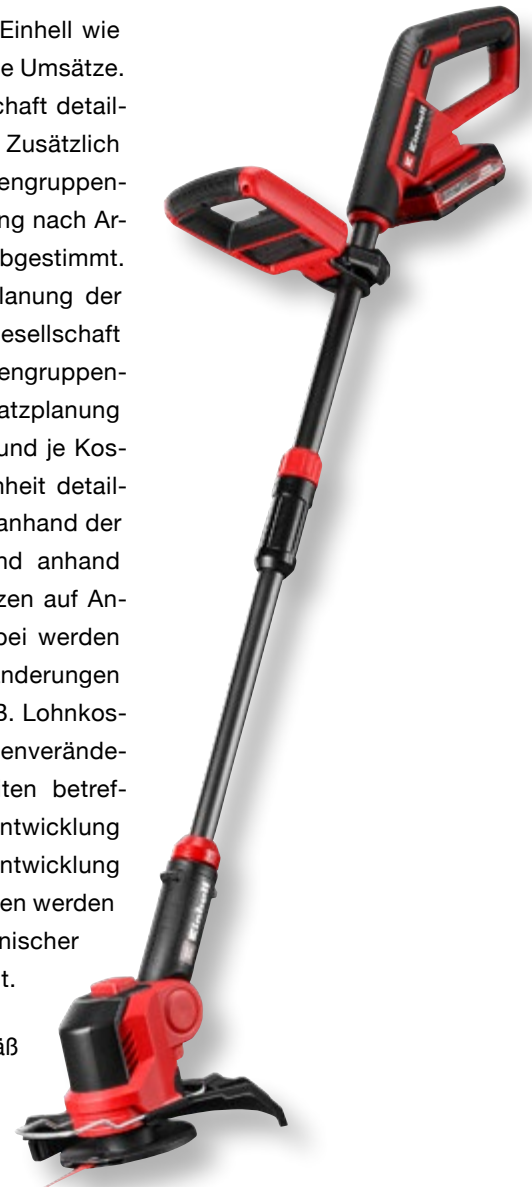 Einhell wie
e Umsätze.
chaft detail-
Zusätzlich
engruppen-
ng nach Ar-
bgestimmt.
lanung der
esellschaft
engruppen-
atzplanung
und je Kos-
nheit detail-
anhand der
nd anhand
zen auf An-
bei werden
nderungen
B. Lohnkos-
enverände-
ten betref-
ntwicklung
ntwicklung
en werden
nischer
t.
äß
Einhell
Einhell